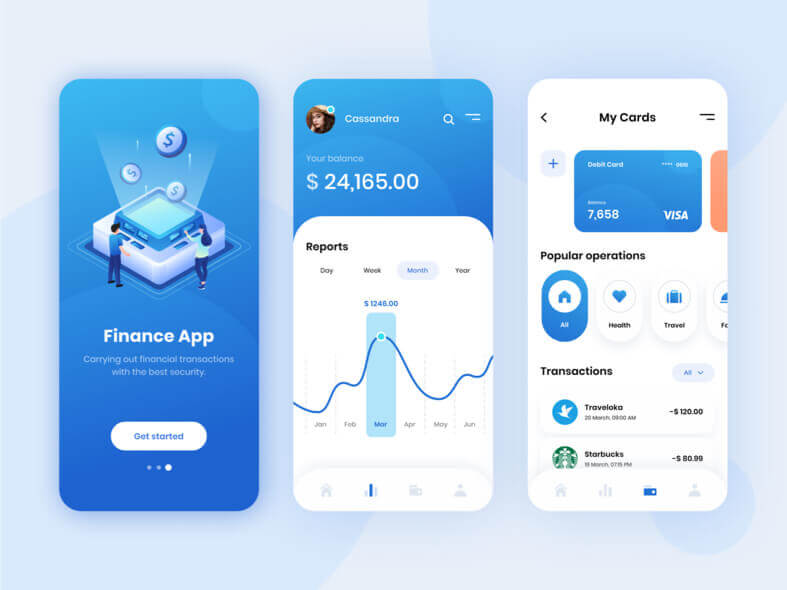 Finance App
Carrying out financial transactions
with the best security.
Get started
Cassandra
Your balance
$ 24,165.00
Reports
Day Week Month Year
$ 1246.00
Jan Feb Mar Apr May Jun
My Cards
Debit Card
Balance
7,658
VISA
Popular operations
All Health Travel Fo
Transactions
All
Traveloka
20 March, 09:00 AM
-$ 120.00
Starbucks
19 March, 07:15 PM
-$ 80.99